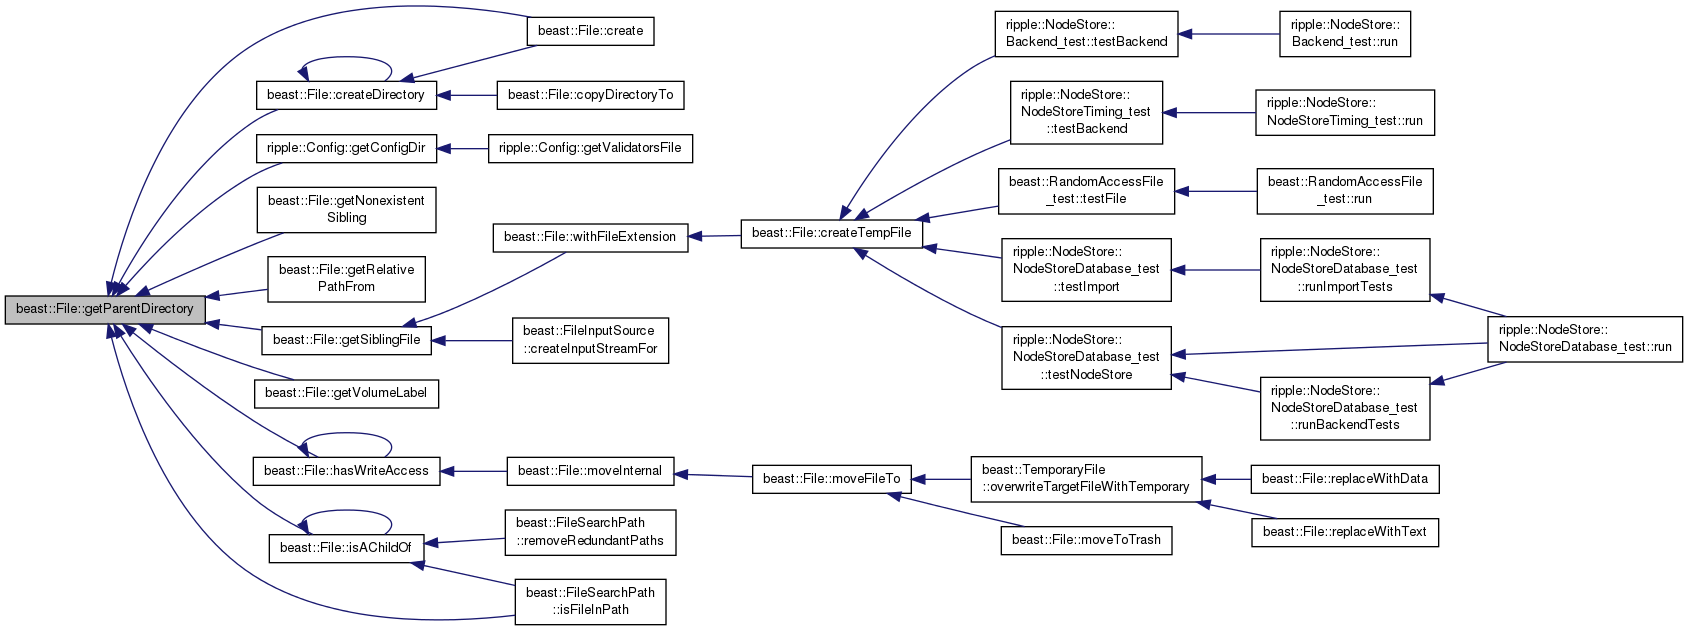 beast::File::getParentDirectory
beast::File::create
beast::File::createDirectory
beast::File::copyDirectoryTo
ripple::Config::getConfigDir
ripple::Config::getValidatorsFile
beast::File::getNonexistent
Sibling
beast::File::getRelative
PathFrom
beast::File::getSiblingFile
beast::File::withFileExtension
beast::FileInputSource
::createInputStreamFor
beast::File::getVolumeLabel
beast::File::hasWriteAccess
beast::File::moveInternal
beast::File::isAChildOf
beast::FileSearchPath
::removeRedundantPaths
beast::FileSearchPath
::isFileInPath
beast::File::createTempFile
ripple::NodeStore::
Backend_test::testBackend
ripple::NodeStore::
Backend_test::run
ripple::NodeStore::
NodeStoreTiming_test
::testBackend
ripple::NodeStore::
NodeStoreTiming_test::run
beast::RandomAccessFile
_test::testFile
beast::RandomAccessFile
_test::run
ripple::NodeStore::
NodeStoreDatabase_test
::testImport
ripple::NodeStore::
NodeStoreDatabase_test
::runImportTests
ripple::NodeStore::
NodeStoreDatabase_test
::testNodeStore
ripple::NodeStore::
NodeStoreDatabase_test
::runBackendTests
ripple::NodeStore::
NodeStoreDatabase_test::run
beast::File::moveFileTo
beast::TemporaryFile
::overwriteTargetFileWithTemporary
beast::File::moveToTrash
beast::File::replaceWithData
beast::File::replaceWithText